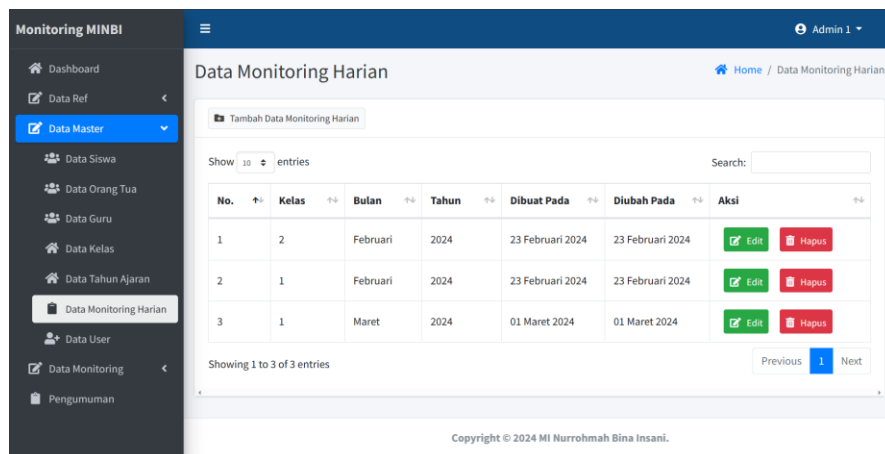 Monitoring MINBI
Admin 1
Dashboard
Data Ref
Data Master
Data Siswa
Data Orang Tua
Data Guru
Data Kelas
Data Tahun Ajaran
Data Monitoring Harian
Data User
Data Monitoring
Pengumuman
Data Monitoring Harian
Home / Data Monitoring Harian
Tambah Data Monitoring Harian
Show 10 entries
Search:
No. Kelas Bulan Tahun Dibuat Pada Diubah Pada Aksi
1 2 Februari 2024 23 Februari 2024 23 Februari 2024 Edit Hapus
2 1 Februari 2024 23 Februari 2024 23 Februari 2024 Edit Hapus
3 1 Maret 2024 01 Maret 2024 01 Maret 2024 Edit Hapus
Showing 1 to 3 of 3 entries
Previous 1 Next
Copyright © 2024 MI Nurrohmah Bina Insani.